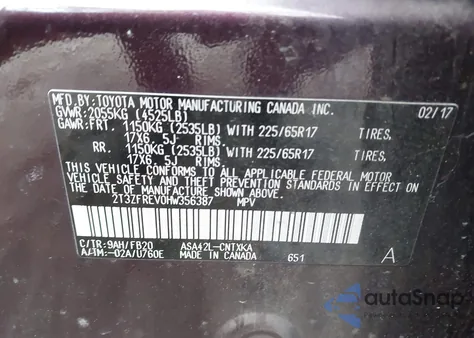 MFD.BY: TOYOTA MOTOR MANUFACTURING CANADA INC. 02/17
GVWR: 2055KG (4525LB)
GAWR: FRT. 1150KG (2535LB) WITH 225/65R17 TIRES,
17X6.5J RIMS
RR. 1150KG (2535LB) WITH 225/65R17 TIRES,
17X6.5J RIMS
THIS VEHICLE CONFORMS TO ALL APPLICABLE FEDERAL MOTOR
VEHICLE SAFETY STANDARDS IN EFFECT ON THE DATE OF
MANUFACTURE SHOWN ABOVE.
2T3ZFREV0HW356387 MPV
C/TR:9AH/FB20 ASA42L-CNTXKA A
A/TM:-02A/U760E MADE IN CANADA 651
autoSnap